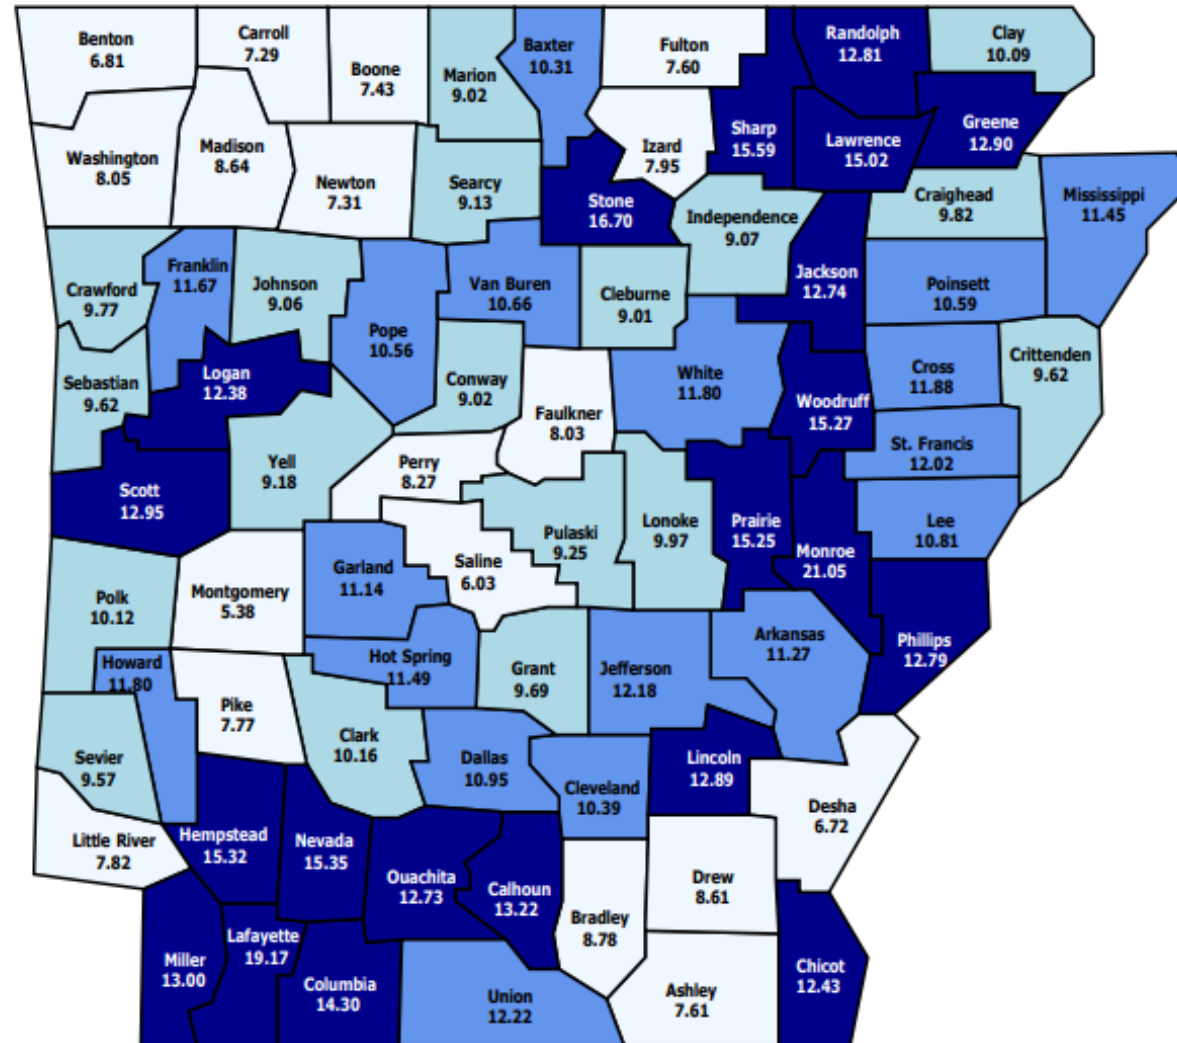 Benton
6.81
Carroll
7.29
Boone
7.43
Marion
9.02
Baxter
10.31
Fulton
7.60
Randolph
12.81
Clay
10.09
Washington
8.05
Madison
8.64
Newton
7.31
Searcy
9.13
Stone
16.70
Izard
7.95
Sharp
15.59
Lawrence
15.02
Greene
12.90
Independence
9.07
Craighead
9.82
Mississippi
11.45
Crawford
9.77
Franklin
11.67
Johnson
9.06
Pope
10.56
Van Buren
10.66
Cleburne
9.01
Jackson
12.74
Poinsett
10.59
Sebastian
9.62
Logan
12.38
Conway
9.02
Faulkner
8.03
White
11.80
Woodruff
15.27
Cross
11.88
Crittenden
9.62
Scott
12.95
Yell
9.18
Perry
8.27
Pulaski
9.25
Lonoke
9.97
Prairie
15.25
Monroe
21.05
St. Francis
12.02
Lee
10.81
Polk
10.12
Montgomery
5.38
Garland
11.14
Saline
6.03
Hot Spring
11.49
Grant
9.69
Jefferson
12.18
Arkansas
11.27
Phillips
12.79
Howard
11.80
Pike
7.77
Clark
10.16
Sevier
9.57
Dallas
10.95
Cleveland
10.39
Lincoln
12.89
Desha
6.72
Little River
7.82
Hempstead
15.32
Nevada
15.35
Ouachita
12.73
Calhoun
13.22
Bradley
8.78
Drew
8.61
Miller
13.00
Lafayette
19.17
Columbia
14.30
Union
12.22
Ashley
7.61
Chicot
12.43